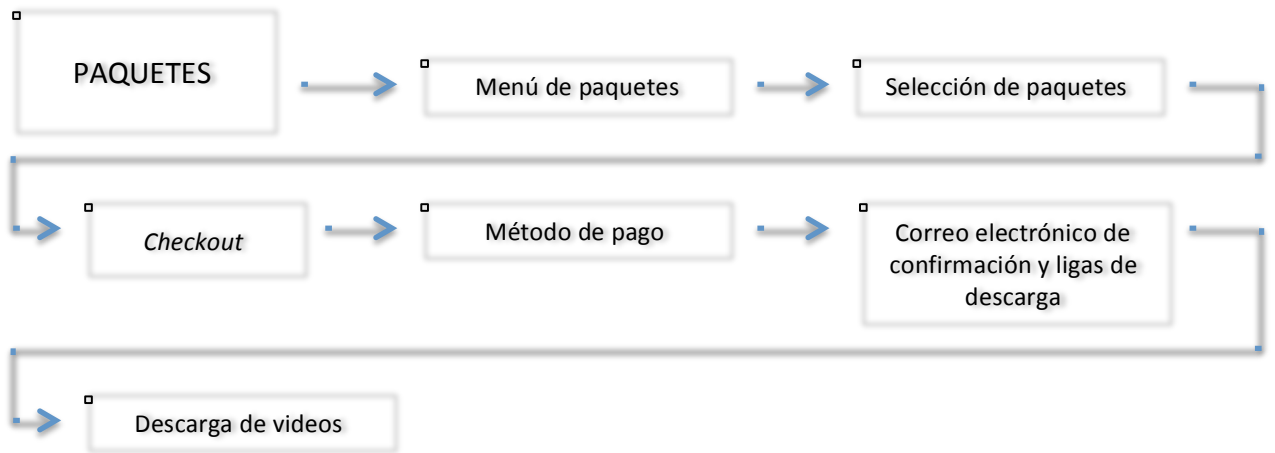 PAQUETES
Menú de paquetes
Selección de paquetes
Checkout
Método de pago
Correo electrónico de
confirmación y ligas de
descarga
Descarga de videos